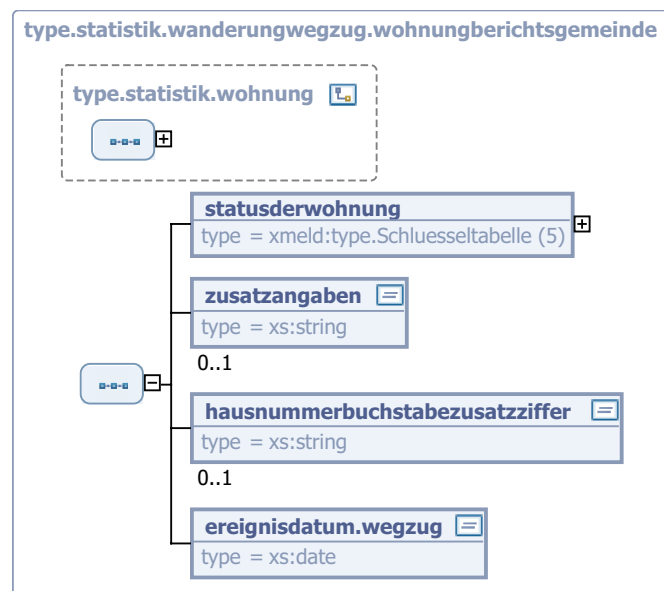 type.statistik.wanderungwegzug.wohnungberichtsgemeinde
type.statistik.wohnung
statusderwohnung
type = xmeld:type.Schluesseltabelle (5)
zusatzangaben
type = xs:string
0..1
hausnummerbuchstabezusatzziffer
type = xs:string
0..1
ereignisdatum.wegzug
type = xs:date